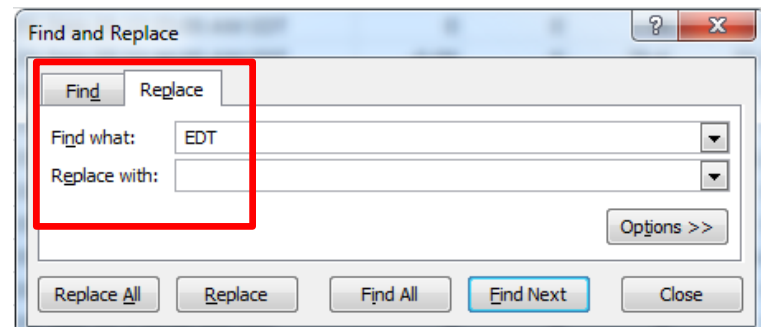 Find and Replace
Find Replace
Find what: EDT
Replace with:
Options >>
Replace All Replace Find All Find Next Close